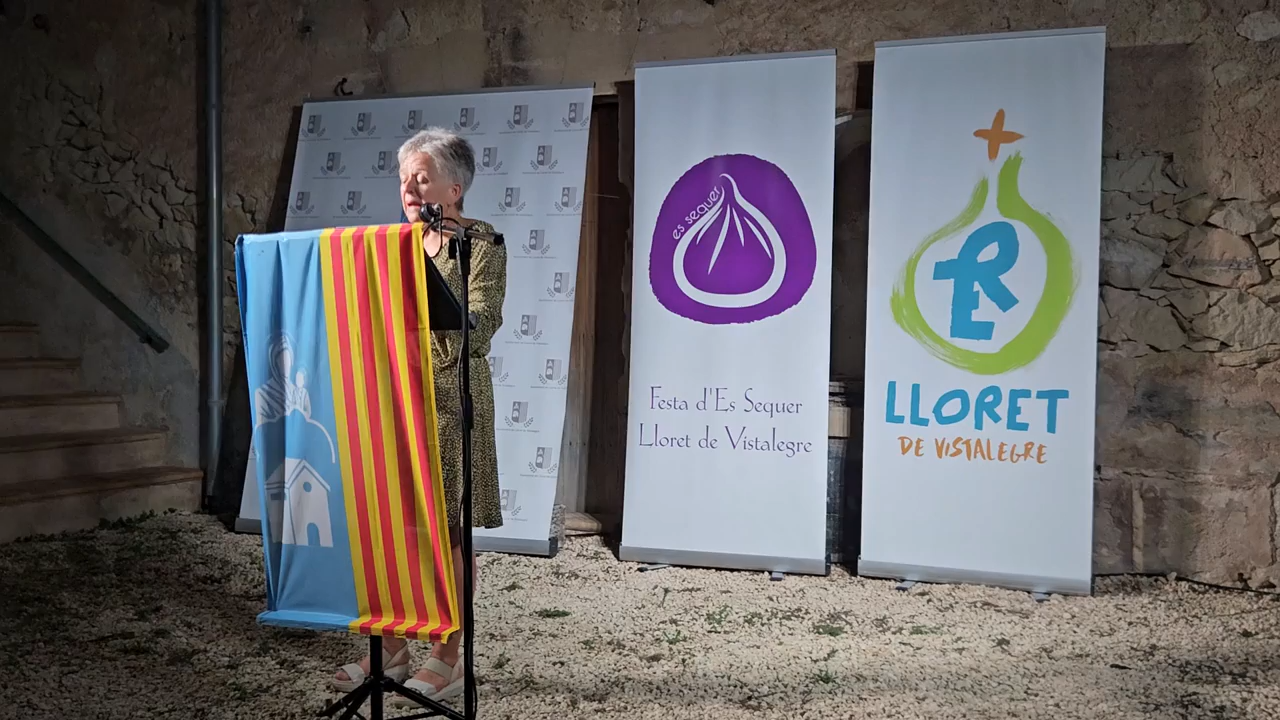 es sequer
Festa d'Es Sequer
Lloret de Vistalegre
LLORET
DE VISTALEGRE